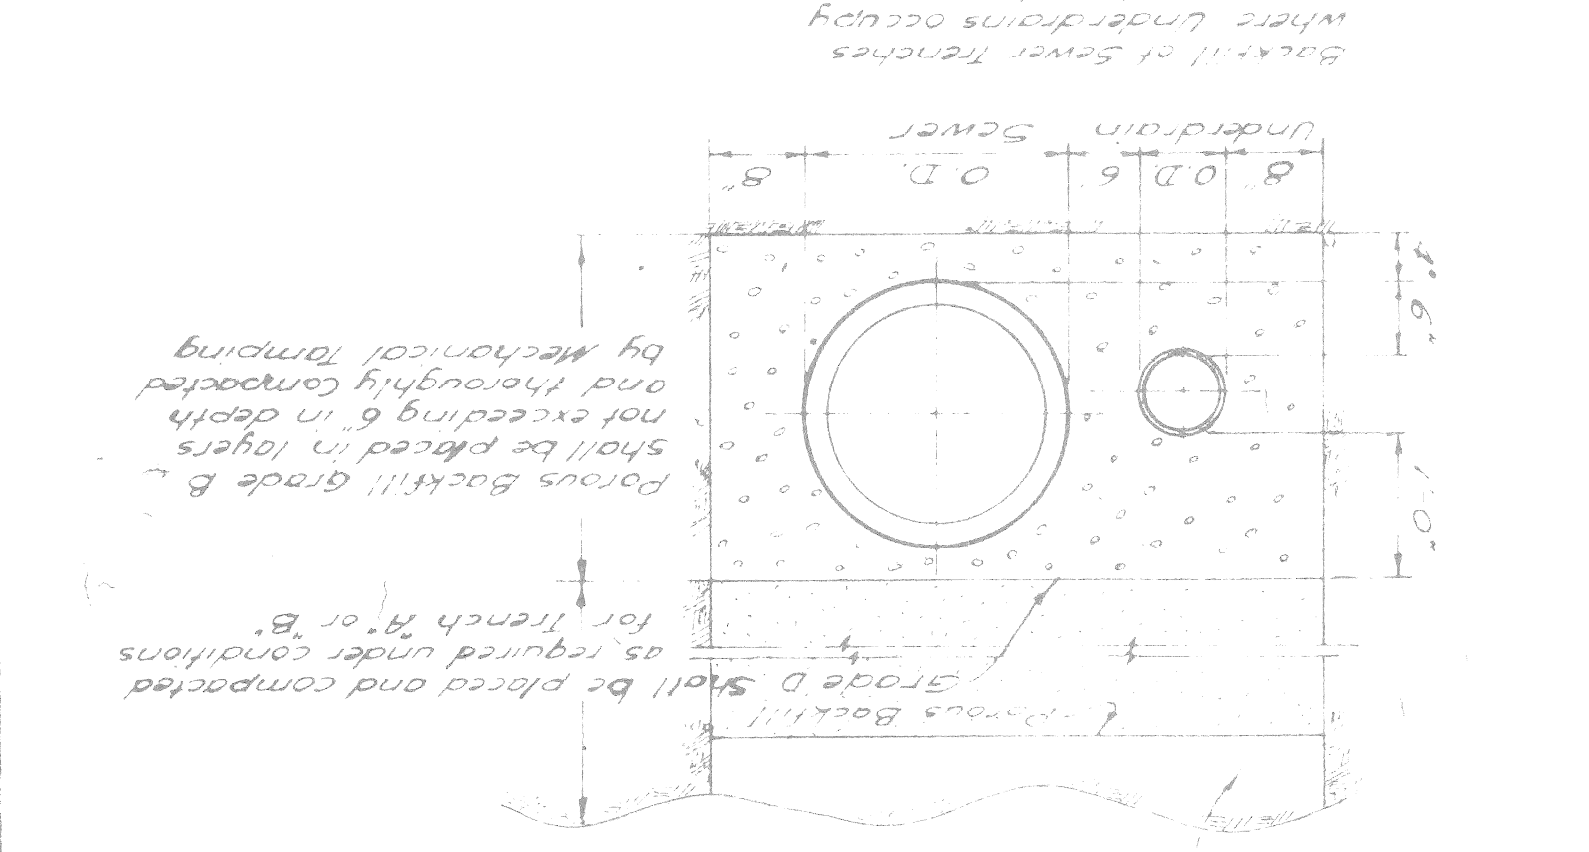 Porous Backfill
Grade D Shall be placed and compacted
as required under conditions
for Trench "A" or "B"
1'-0"
Porous Backfill Grade B
shall be placed in layers
not exceeding 6" in depth
and thoroughly compacted
by Mechanical Tamping
6"
4"
8" O.D. 6" O.D. 8"
Underdrain Sewer
Backfill of Sewer Trenches
where Underdrains occupy